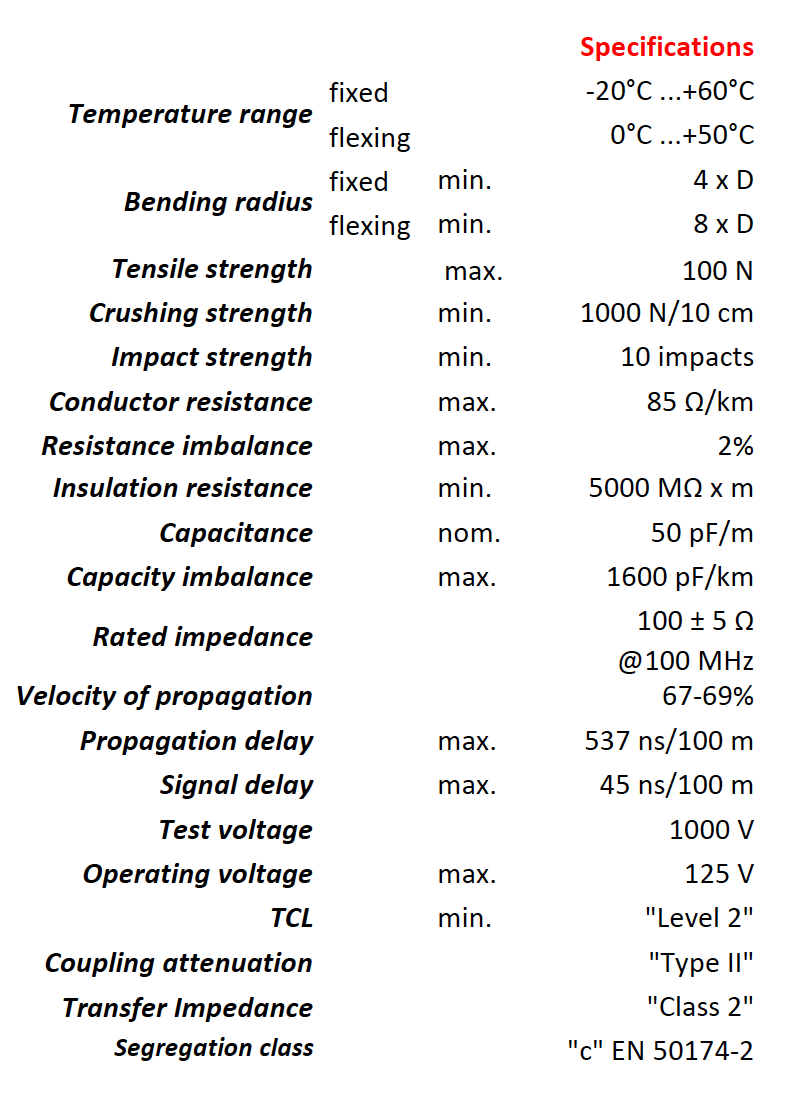 Specifications
Temperature range fixed -20°C ...+60°C
flexing 0°C ...+50°C
Bending radius fixed min. 4 x D
flexing min. 8 x D
Tensile strength max. 100 N
Crushing strength min. 1000 N/10 cm
Impact strength min. 10 impacts
Conductor resistance max. 85 Ω/km
Resistance imbalance max. 2%
Insulation resistance min. 5000 MΩ x m
Capacitance nom. 50 pF/m
Capacity imbalance max. 1600 pF/km
Rated impedance 100 ± 5 Ω
@100 MHz
Velocity of propagation 67-69%
Propagation delay max. 537 ns/100 m
Signal delay max. 45 ns/100 m
Test voltage 1000 V
Operating voltage max. 125 V
TCL min. "Level 2"
Coupling attenuation "Type II"
Transfer Impedance "Class 2"
Segregation class "c" EN 50174-2